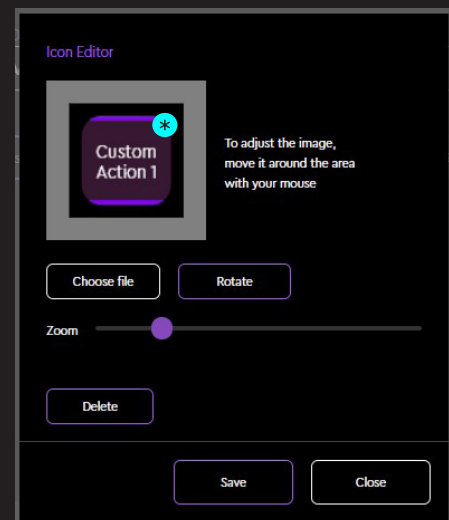 Icon Editor
Custom
Action 1
*
To adjust the image,
move it around the area
with your mouse
Choose file
Rotate
Zoom
Delete
Save
Close